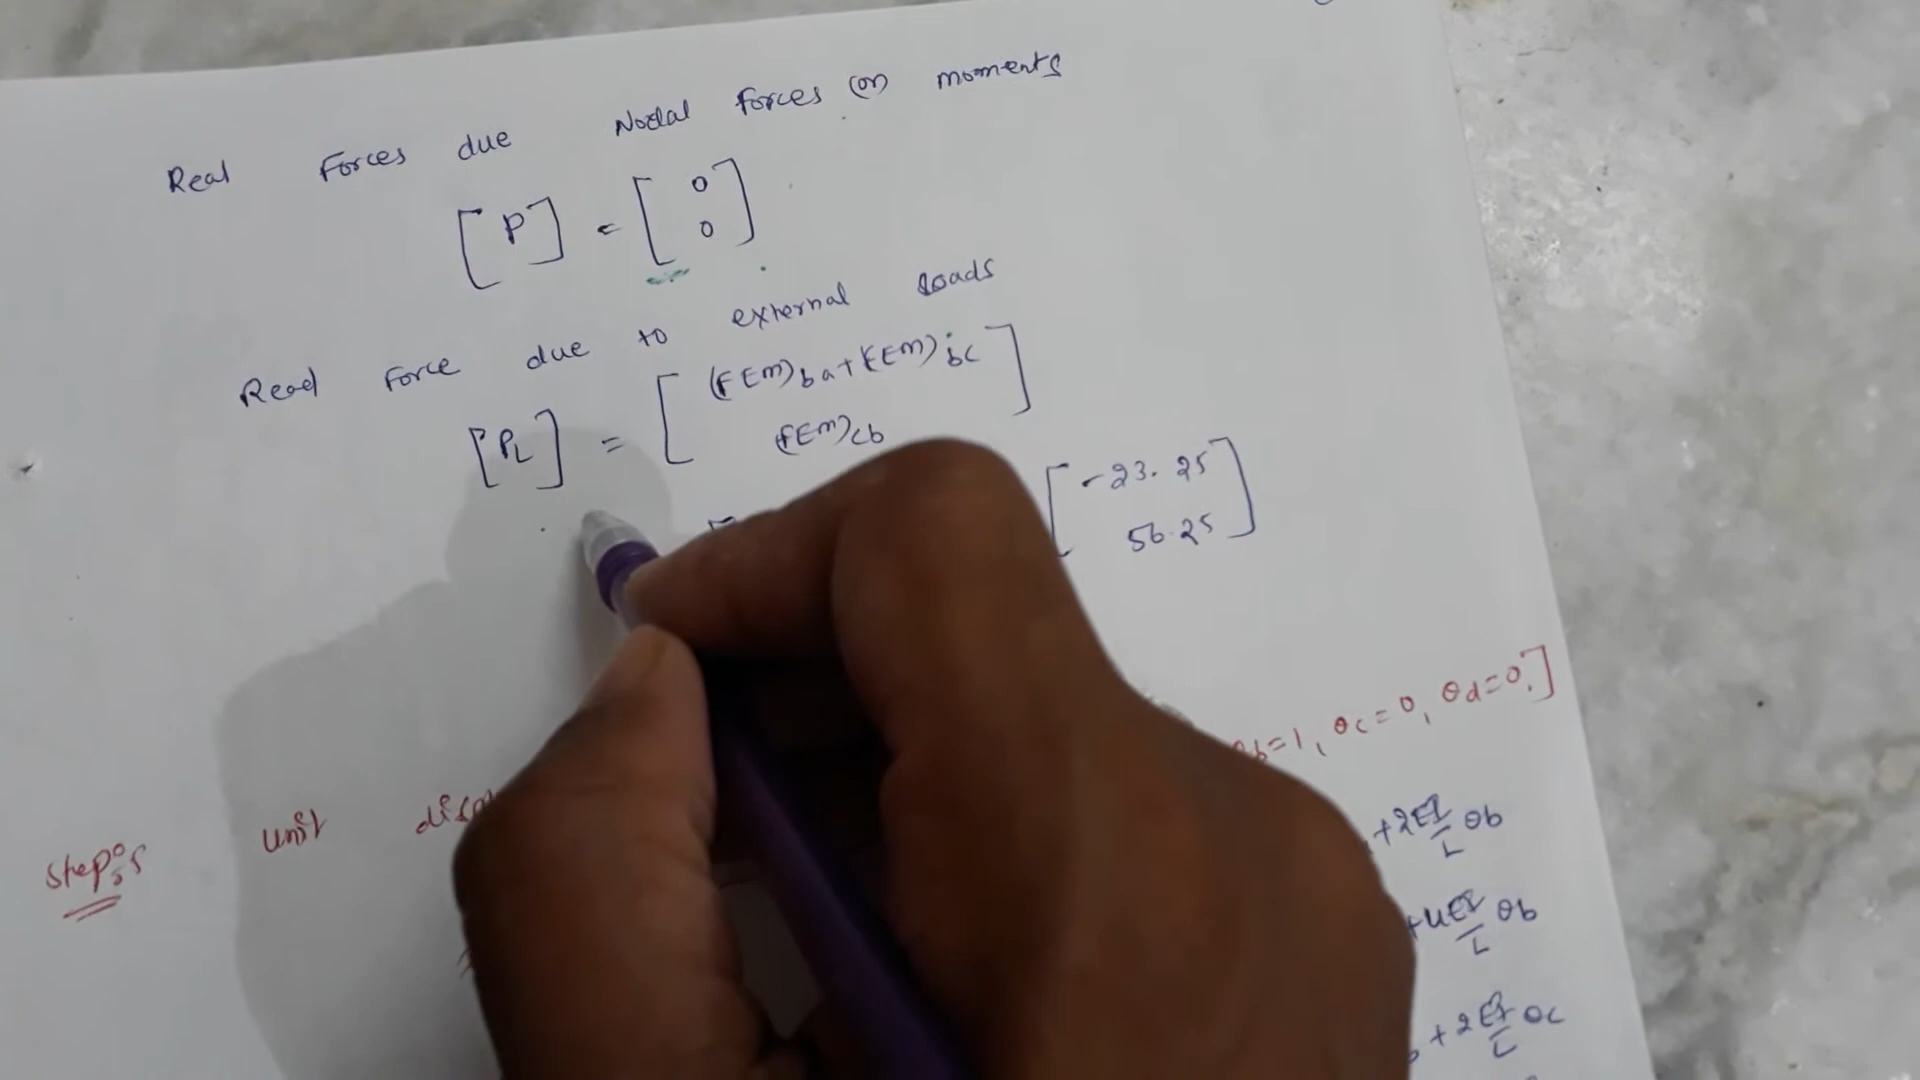 Real Forces due Nodal forces (or) moments
[P] = [0
0]
Real Force due to external loads
[PL] = [(FEM)ba+(FEM)bc
(FEM)cb]
[-23.25
56.25]
θb=1, θc=0, θd=0.]
Step:5 unit
+2EI/L θb
+4EI/L θb
+2EI/L θc